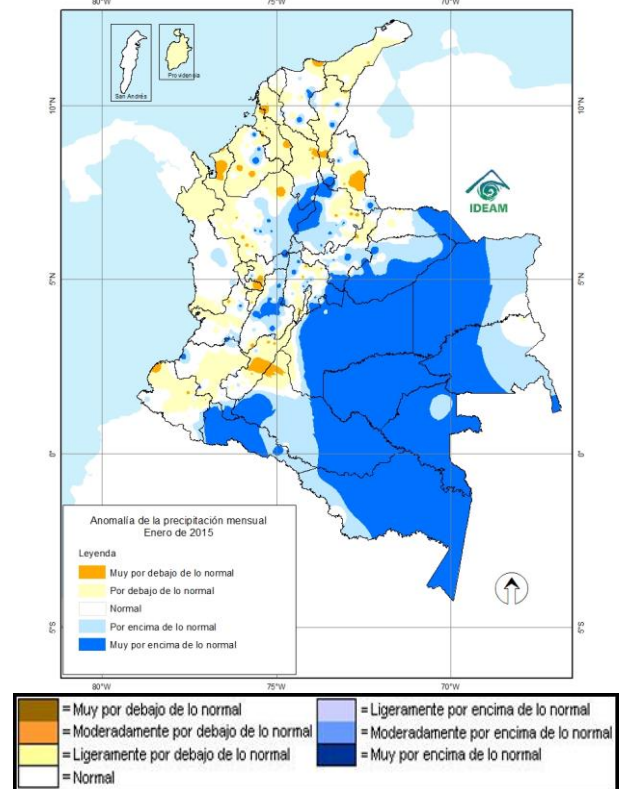 80°W 75°W 70°W
San Andrés
Providencia
10°N
10°N
IDEAM
5°N
5°N
0°
0°
Anomalía de la precipitación mensual
Enero de 2015
Leyenda
Muy por debajo de lo normal
Por debajo de lo normal
Normal
Por encima de lo normal
Muy por encima de lo normal
5°S
5°S
80°W 75°W 70°W
= Muy por debajo de lo normal
= Moderadamente por debajo de lo normal
= Ligeramente por debajo de lo normal
= Normal
= Ligeramente por encima de lo normal
= Moderadamente por encima de lo normal
= Muy por encima de lo normal